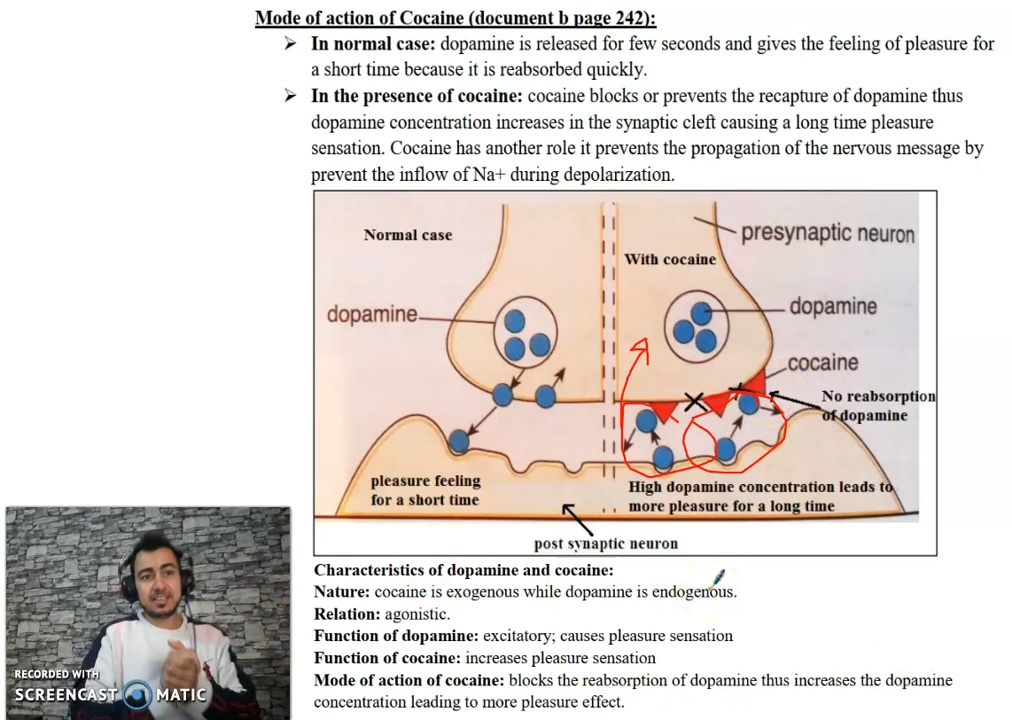 Mode of action of Cocaine (document b page 242):
➢ In normal case: dopamine is released for few seconds and gives the feeling of pleasure for
a short time because it is reabsorbed quickly.
➢ In the presence of cocaine: cocaine blocks or prevents the recapture of dopamine thus
dopamine concentration increases in the synaptic cleft causing a long time pleasure
sensation. Cocaine has another role it prevents the propagation of the nervous message by
prevent the inflow of Na+ during depolarization.
Normal case
presynaptic neuron
With cocaine
dopamine
dopamine
cocaine
No reabsorption
of dopamine
pleasure feeling
for a short time
High dopamine concentration leads to
more pleasure for a long time
post synaptic neuron
Characteristics of dopamine and cocaine:
Nature: cocaine is exogenous while dopamine is endogenous.
Relation: agonistic.
Function of dopamine: excitatory; causes pleasure sensation
Function of cocaine: increases pleasure sensation
Mode of action of cocaine: blocks the reabsorption of dopamine thus increases the dopamine
concentration leading to more pleasure effect.
RECORDED WITH
SCREENCAST MATIC